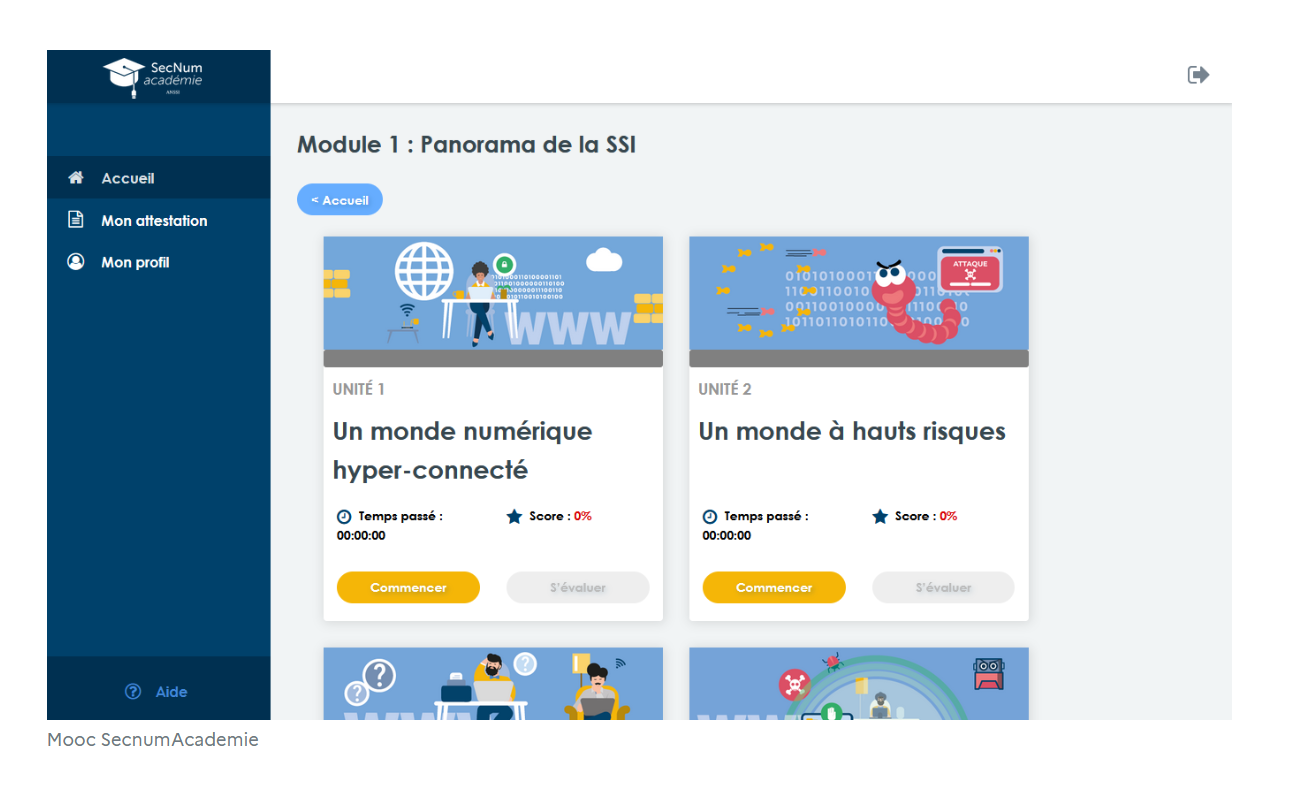 SecNum
académie
ANSSI
Module 1 : Panorama de la SSI
Accueil
Mon attestation
Mon profil
< Accueil
WWW
ATTAQUE
UNITÉ 1
Un monde numérique
hyper-connecté
Temps passé :
00:00:00
Score : 0%
Commencer
S'évaluer
UNITÉ 2
Un monde à hauts risques
Temps passé :
00:00:00
Score : 0%
Commencer
S'évaluer
Aide
Mooc SecnumAcademie